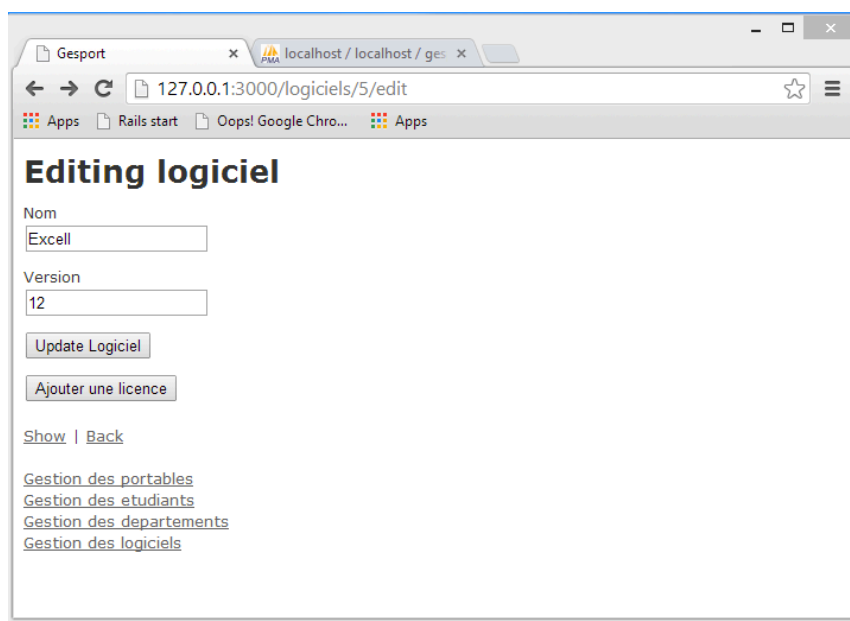 Gesport
localhost / localhost / ges
127.0.0.1:3000/logiciels/5/edit
Apps Rails start Oops! Google Chro... Apps
Editing logiciel
Nom
Excell
Version
12
Update Logiciel
Ajouter une licence
Show | Back
Gestion des portables
Gestion des etudiants
Gestion des departements
Gestion des logiciels